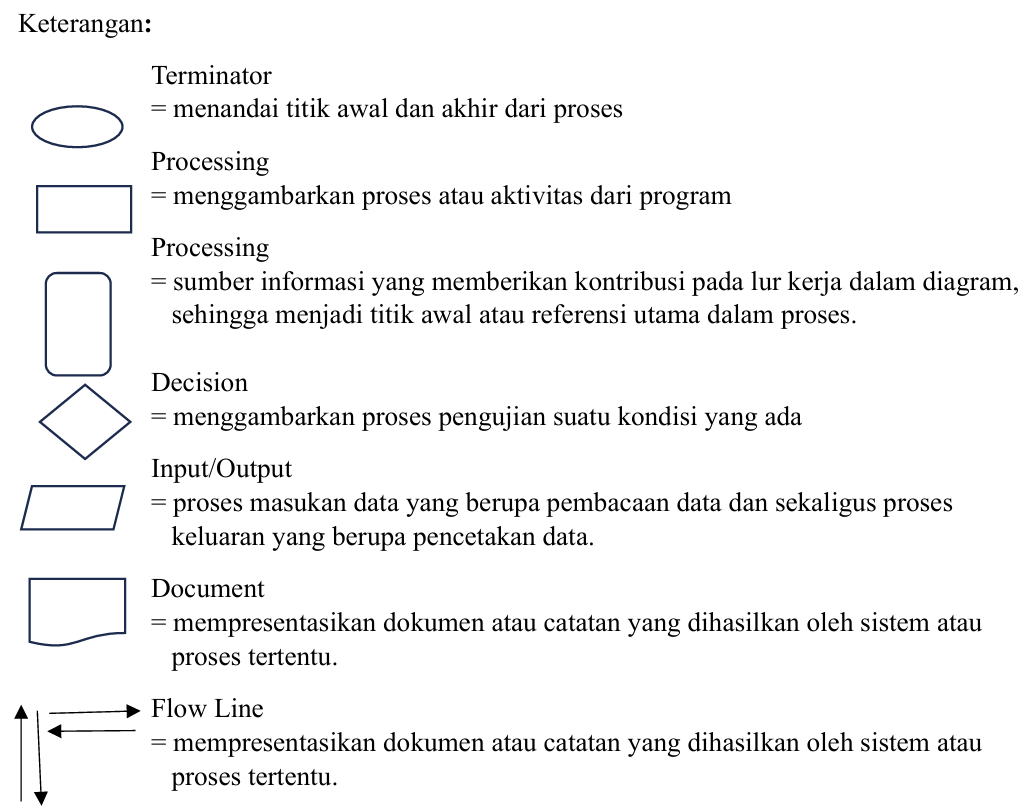 Keterangan:
Terminator
= menandai titik awal dan akhir dari proses
Processing
= menggambarkan proses atau aktivitas dari program
Processing
= sumber informasi yang memberikan kontribusi pada lur kerja dalam diagram,
sehingga menjadi titik awal atau referensi utama dalam proses.
Decision
= menggambarkan proses pengujian suatu kondisi yang ada
Input/Output
= proses masukan data yang berupa pembacaan data dan sekaligus proses
keluaran yang berupa pencetakan data.
Document
= mempresentasikan dokumen atau catatan yang dihasilkan oleh sistem atau
proses tertentu.
Flow Line
= mempresentasikan dokumen atau catatan yang dihasilkan oleh sistem atau
proses tertentu.